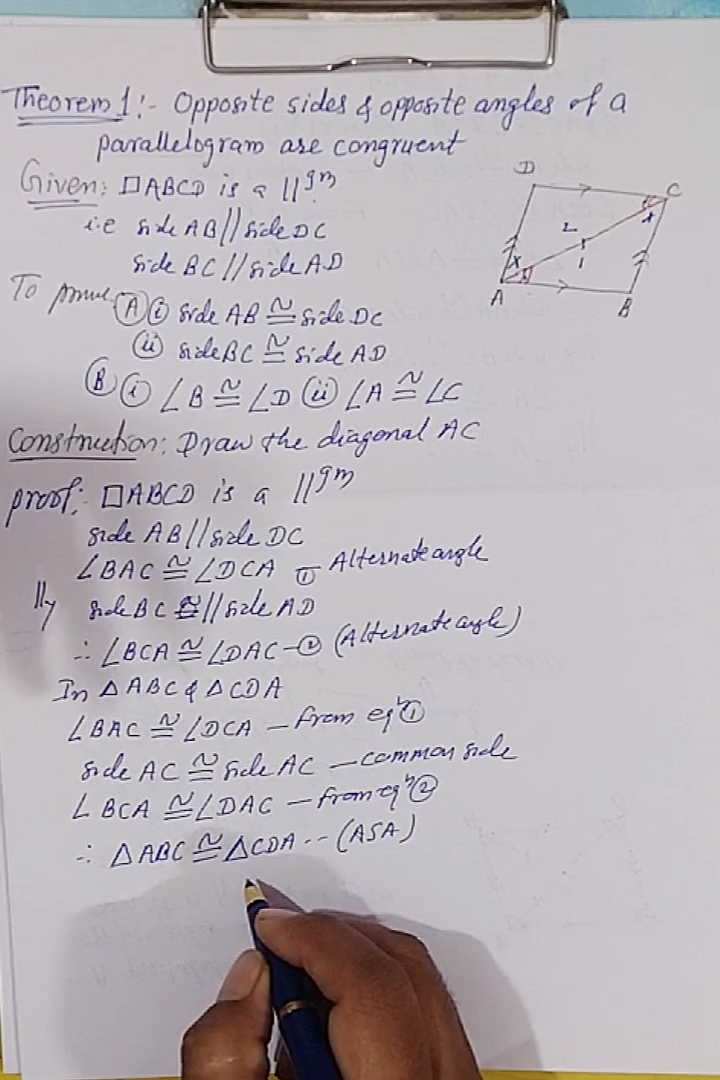 Theorem 1:- Opposite sides & opposite angles of a
parallelogram are congruent
Given: □ABCD is a ||gm
i.e side AB // side DC
side BC // side AD
To prove Ⓐ ⓘ side AB ≅ side DC
(ii) side BC ≅ side AD
Ⓑ ⓘ ∠B ≅ ∠D (ii) ∠A ≅ ∠C
Construction: Draw the diagonal AC
proof:- □ABCD is a ||gm
side AB // side DC
∠BAC ≅ ∠DCA - ① Alternate angle
||ly side BC // side AD
∴ ∠BCA ≅ ∠DAC - ② (Alternate angle)
In △ABC & △CDA
∠BAC ≅ ∠DCA - from eqn ①
side AC ≅ side AC - common side
∠BCA ≅ ∠DAC - from eqn ②
∴ △ABC ≅ △CDA -- (ASA)
D
C
A
B
x
x